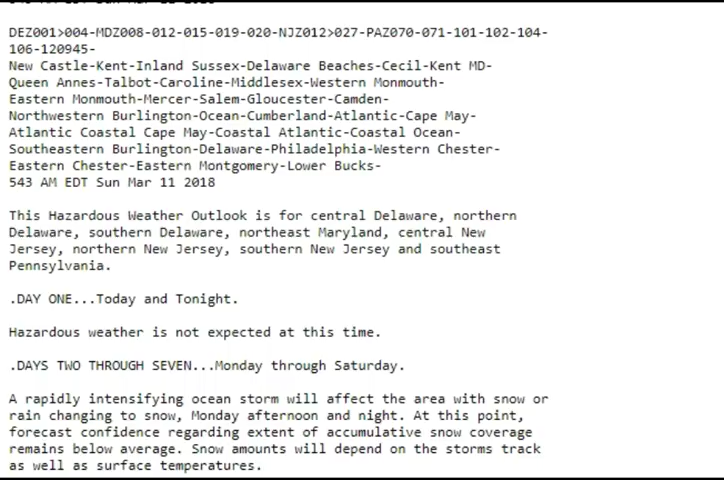 DEZ001>004-MDZ008-012-015-019-020-NJZ012>027-PAZ070-071-101-102-104-
106-120945-
New Castle-Kent-Inland Sussex-Delaware Beaches-Cecil-Kent MD-
Queen Annes-Talbot-Caroline-Middlesex-Western Monmouth-
Eastern Monmouth-Mercer-Salem-Gloucester-Camden-
Northwestern Burlington-Ocean-Cumberland-Atlantic-Cape May-
Atlantic Coastal Cape May-Coastal Atlantic-Coastal Ocean-
Southeastern Burlington-Delaware-Philadelphia-Western Chester-
Eastern Chester-Eastern Montgomery-Lower Bucks-
543 AM EDT Sun Mar 11 2018
This Hazardous Weather Outlook is for central Delaware, northern
Delaware, southern Delaware, northeast Maryland, central New
Jersey, northern New Jersey, southern New Jersey and southeast
Pennsylvania.
.DAY ONE...Today and Tonight.
Hazardous weather is not expected at this time.
.DAYS TWO THROUGH SEVEN...Monday through Saturday.
A rapidly intensifying ocean storm will affect the area with snow or
rain changing to snow, Monday afternoon and night. At this point,
forecast confidence regarding extent of accumulative snow coverage
remains below average. Snow amounts will depend on the storms track
as well as surface temperatures.